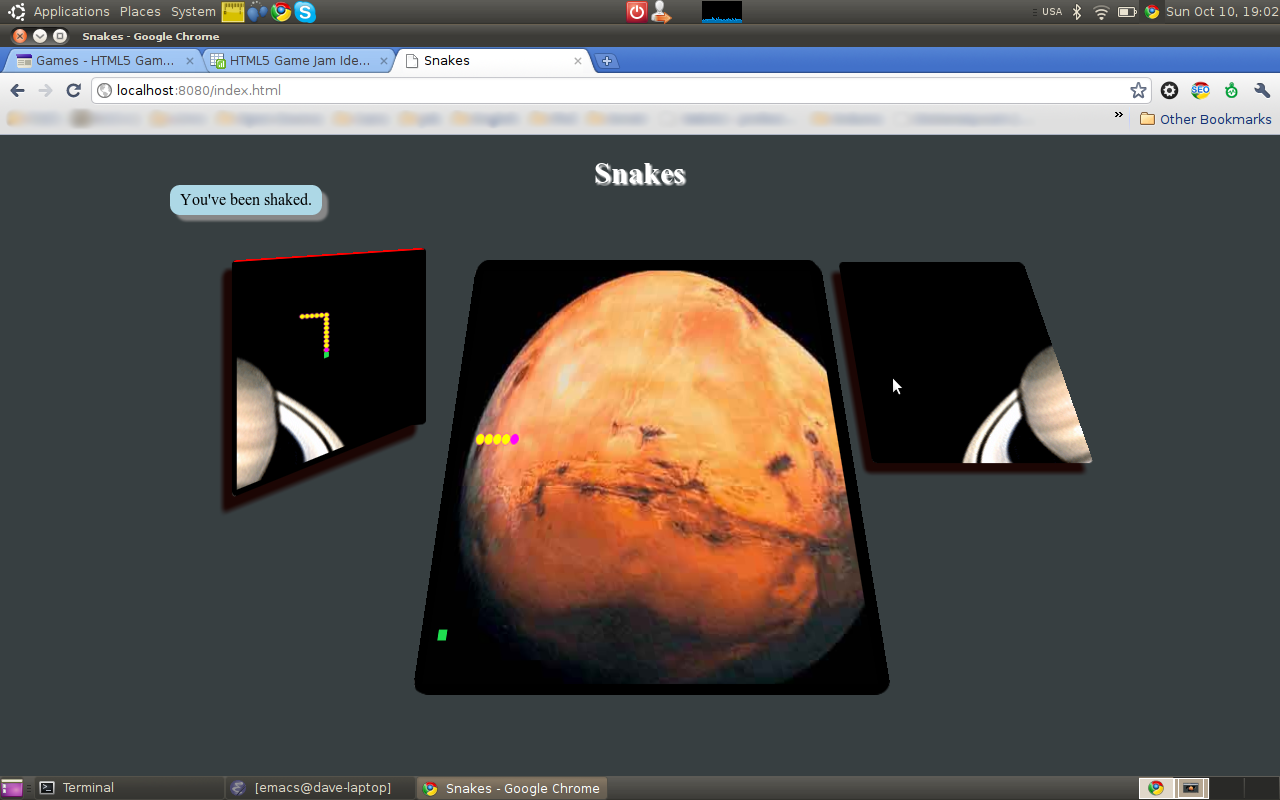 Applications Places System
USA Sun Oct 10, 19:02
Snakes - Google Chrome
Games - HTML5 Gam...
HTML5 Game Jam Ide...
Snakes
localhost:8080/index.html
SEO
» Other Bookmarks
Snakes
You've been shaked.
Terminal
[emacs@dave-laptop]
Snakes - Google Chrome